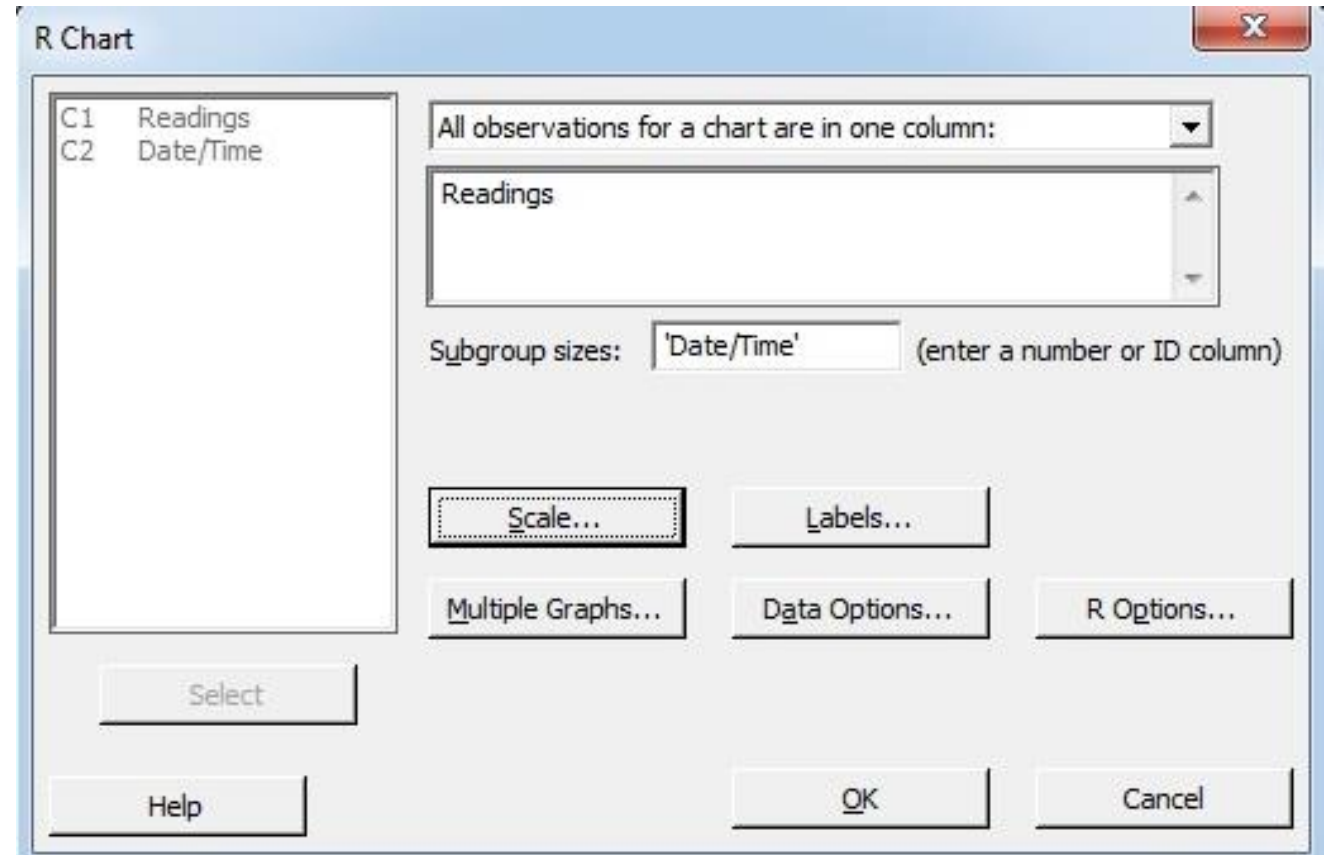 R Chart
C1 Readings
C2 Date/Time
All observations for a chart are in one column:
Readings
Subgroup sizes: 'Date/Time' (enter a number or ID column)
Scale... Labels...
Multiple Graphs... Data Options... R Options...
Select
Help OK Cancel